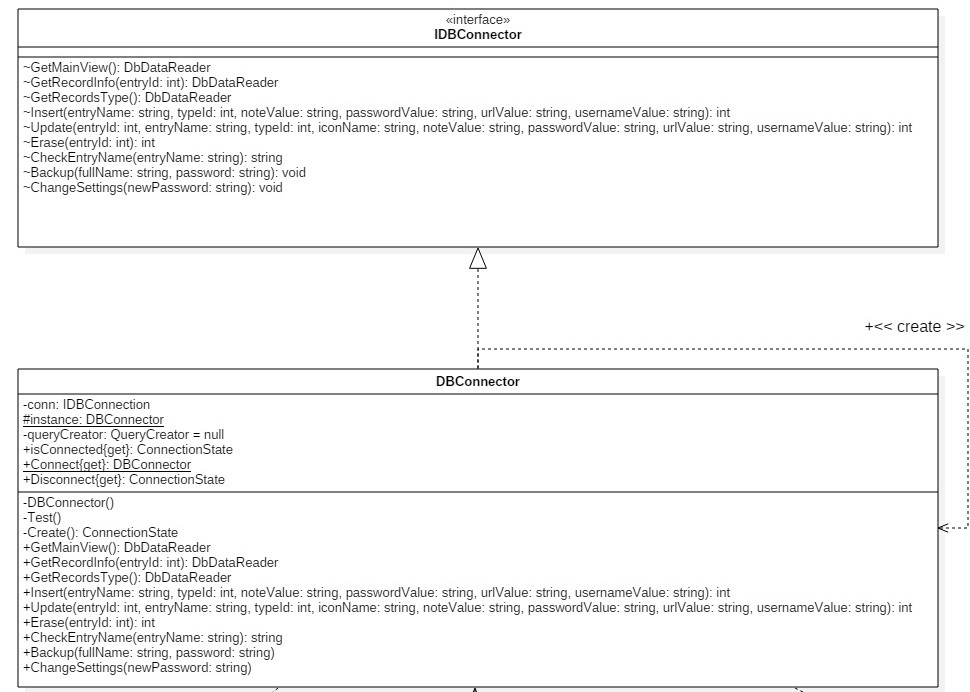 «interface»
IDBConnector
~GetMainView(): DbDataReader
~GetRecordInfo(entryId: int): DbDataReader
~GetRecordsType(): DbDataReader
~Insert(entryName: string, typeId: int, noteValue: string, passwordValue: string, urlValue: string, usernameValue: string): int
~Update(entryId: int, entryName: string, typeId: int, iconName: string, noteValue: string, passwordValue: string, urlValue: string, usernameValue: string): int
~Erase(entryId: int): int
~CheckEntryName(entryName: string): string
~Backup(fullName: string, password: string): void
~ChangeSettings(newPassword: string): void
+<< create >>
DBConnector
-conn: IDBConnection
#instance: DBConnector
-queryCreator: QueryCreator = null
+isConnected{get}: ConnectionState
+Connect{get}: DBConnector
+Disconnect{get}: ConnectionState
-DBConnector()
-Test()
-Create(): ConnectionState
+GetMainView(): DbDataReader
+GetRecordInfo(entryId: int): DbDataReader
+GetRecordsType(): DbDataReader
+Insert(entryName: string, typeId: int, noteValue: string, passwordValue: string, urlValue: string, usernameValue: string): int
+Update(entryId: int, entryName: string, typeId: int, iconName: string, noteValue: string, passwordValue: string, urlValue: string, usernameValue: string): int
+Erase(entryId: int): int
+CheckEntryName(entryName: string): string
+Backup(fullName: string, password: string)
+ChangeSettings(newPassword: string)